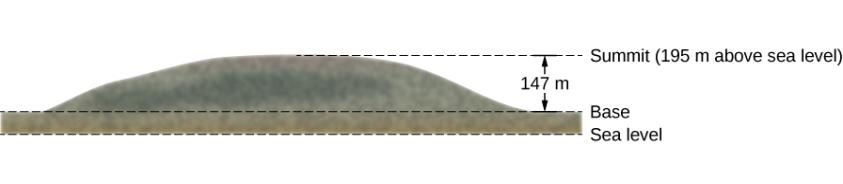 Summit (195 m above sea level)
147 m
Base
Sea level